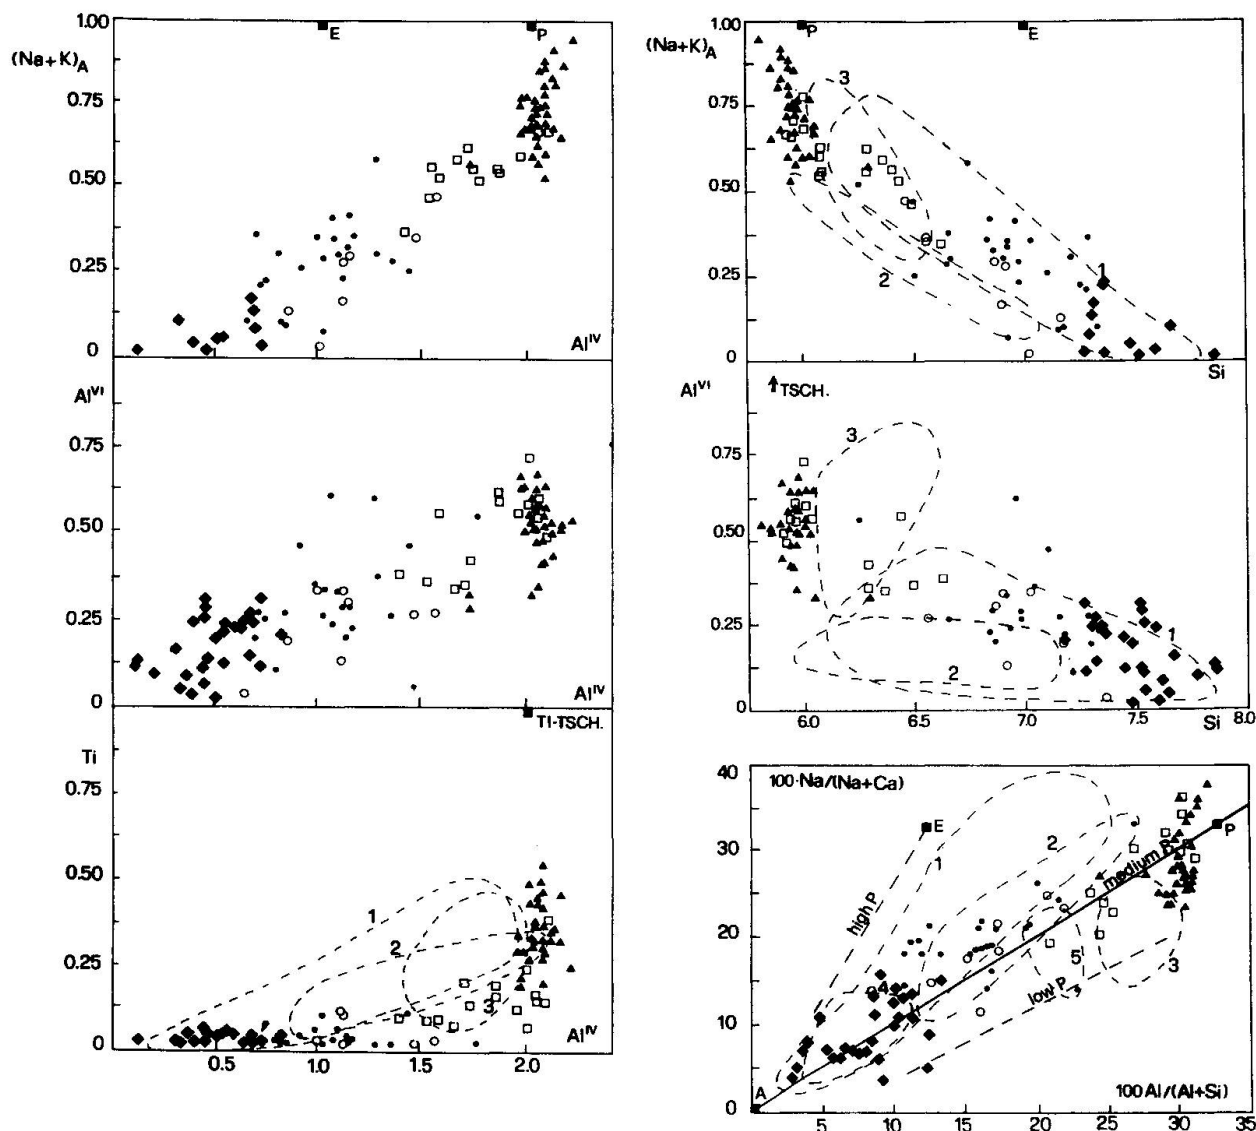 1.00
(Na+K)A
0.75
0.50
0.25
0
E
P
AlIV
AlVI
0.75
0.50
0.25
0
AlIV
Ti
0.75
0.50
0.25
0
TI-TSCH.
1
2
3
AlIV
0.5
1.0
1.5
2.0
1.00
(Na+K)A
0.75
0.50
0.25
0
P
E
3
2
1
Si
AlVI
0.75
0.50
0.25
0
TSCH.
3
2
1
6.0
6.5
7.0
7.5
Si
8.0
40
30
20
10
0
100·Na/(Na+Ca)
E
1
2
P
medium P
high P
4
5
3
low P
A
100Al/(Al+Si)
5
10
15
20
25
30
35